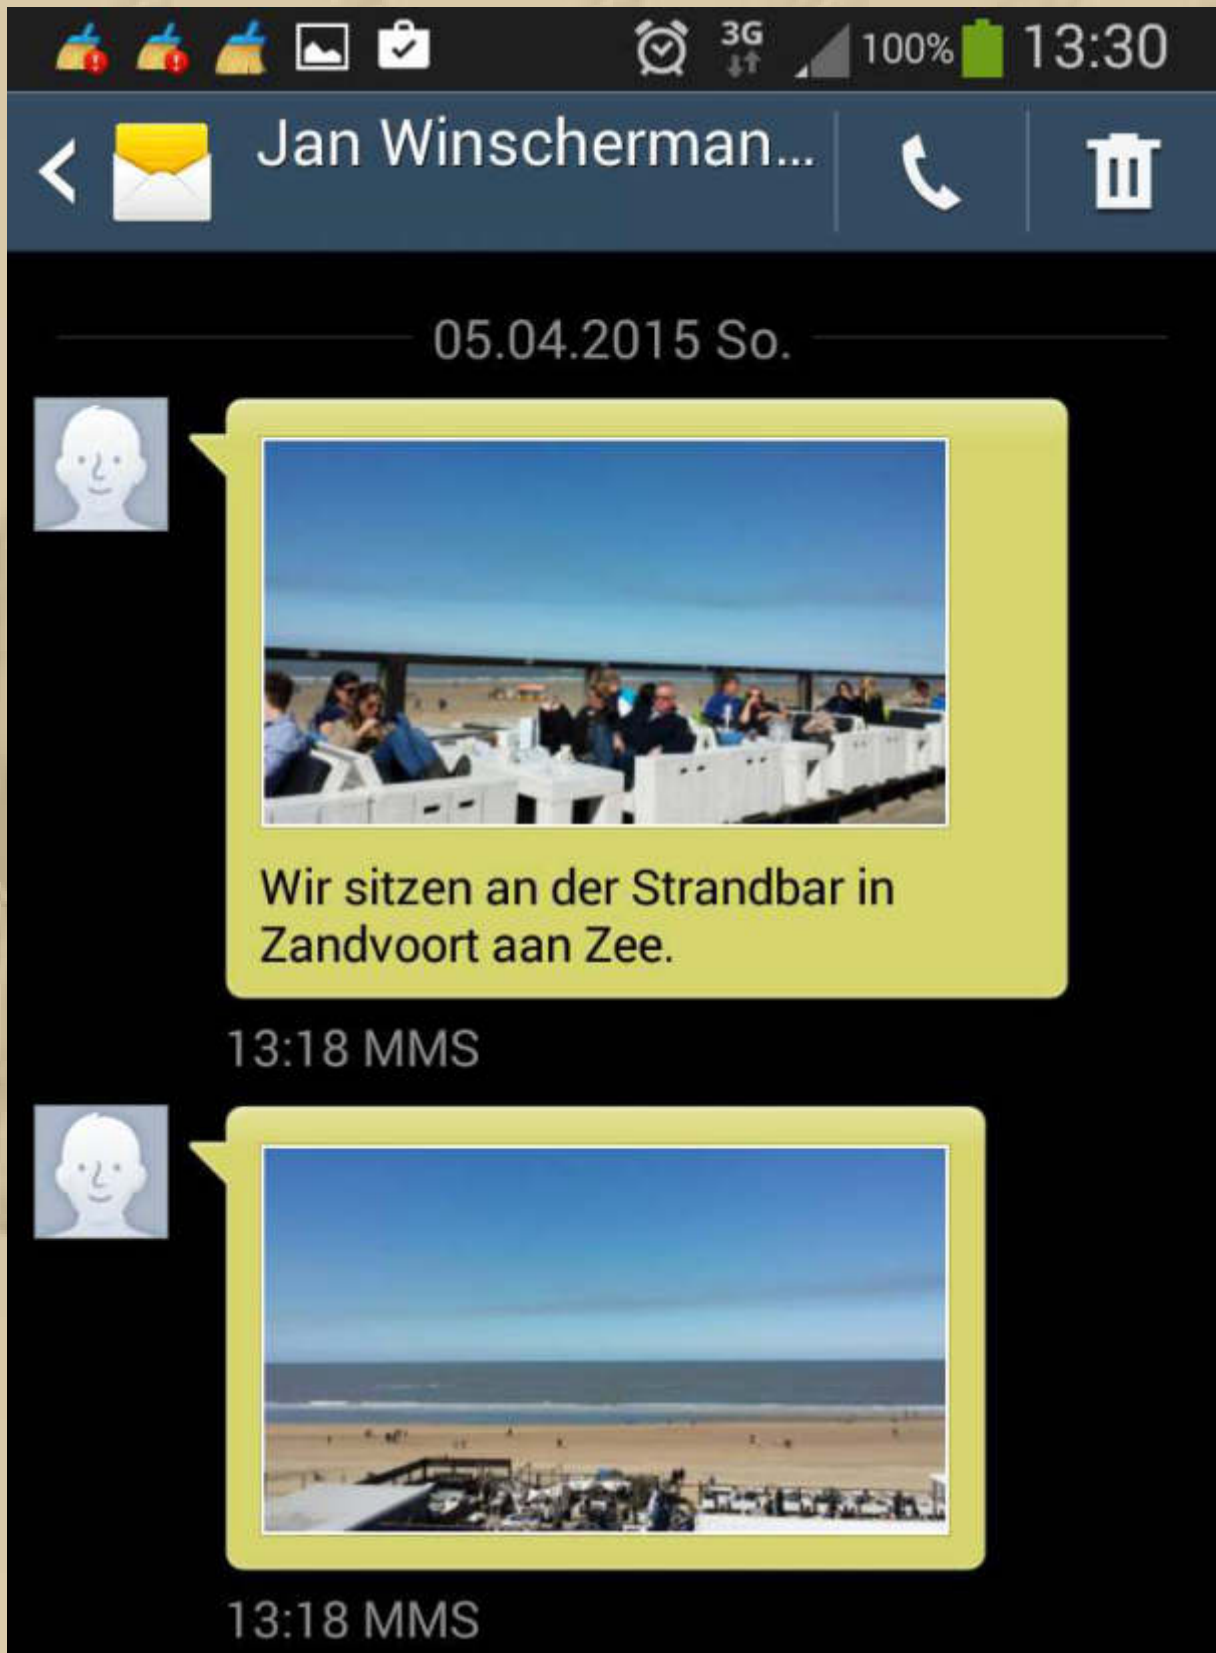 3G
100%
13:30
Jan Winscherman...
05.04.2015 So.
Wir sitzen an der Strandbar in
Zandvoort aan Zee.
13:18 MMS
13:18 MMS